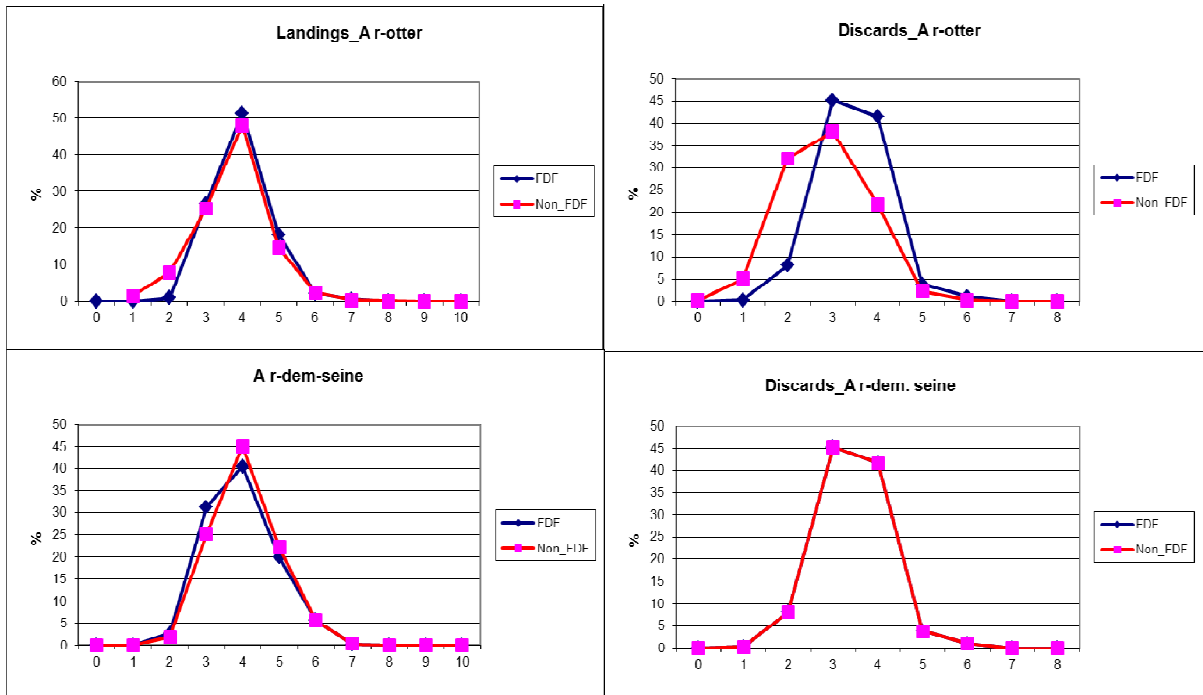 Landings_A r-otter
60
50
40
30
20
10
0
%
0 1 2 3 4 5 6 7 8 9 10
FDF
Non_FDF
Discards_A r-otter
50
45
40
35
30
25
20
15
10
5
0
%
0 1 2 3 4 5 6 7 8
FDF
Non_FDF
A r-dem-seine
50
45
40
35
30
25
20
15
10
5
0
%
0 1 2 3 4 5 6 7 8 9 10
FDF
Non_FDF
Discards_A r-dem. seine
50
45
40
35
30
25
20
15
10
5
0
%
0 1 2 3 4 5 6 7 8
FDF
Non_FDF